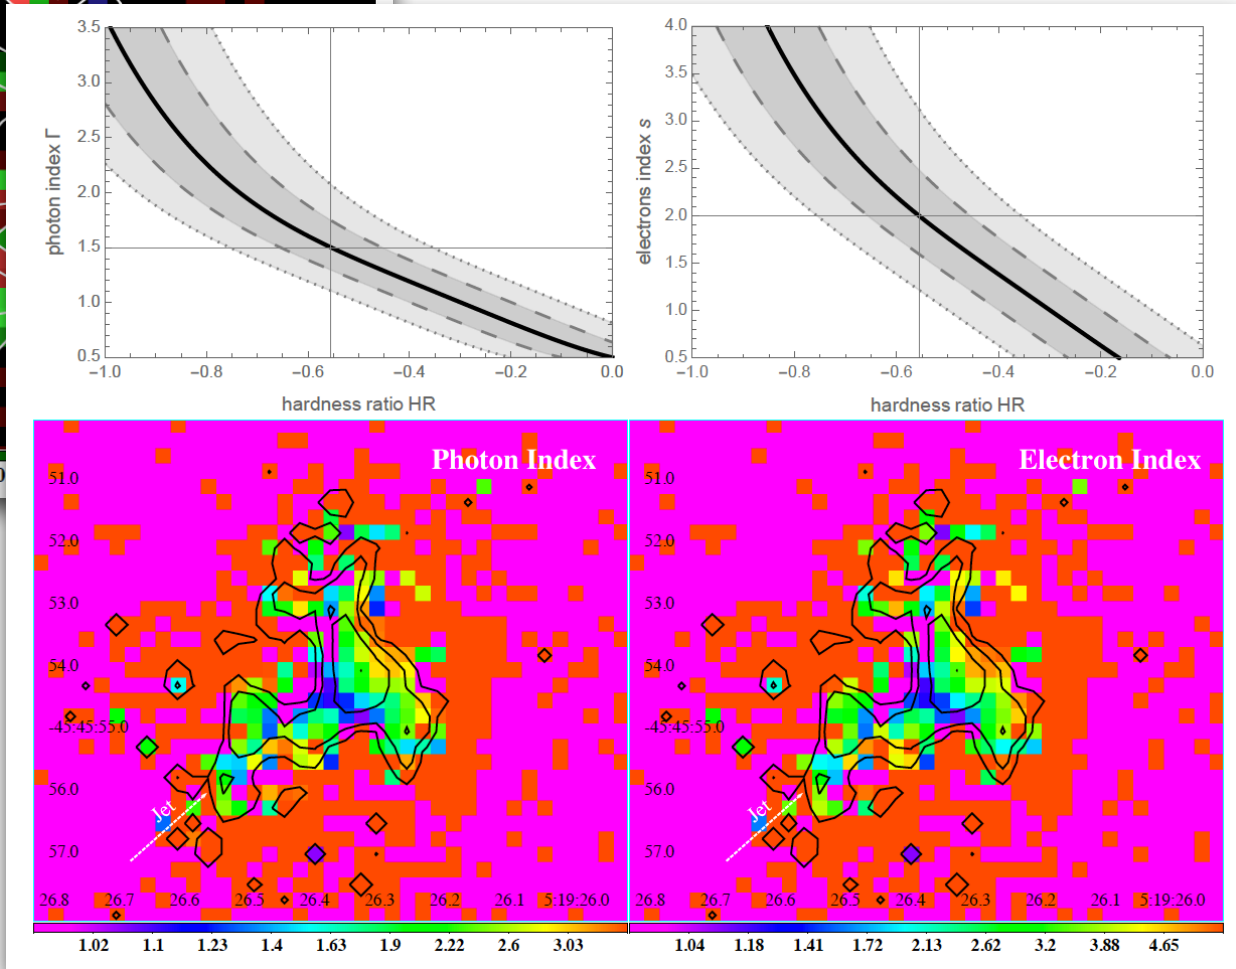 3.5
3.0
2.5
2.0
1.5
1.0
0.5
photon index Γ
−1.0 −0.8 −0.6 −0.4 −0.2 0.0
hardness ratio HR
4.0
3.5
3.0
2.5
2.0
1.5
1.0
0.5
electrons index s
−1.0 −0.8 −0.6 −0.4 −0.2 0.0
hardness ratio HR
Photon Index
51.0
52.0
53.0
54.0
-45:45:55.0
56.0
57.0
Jet
26.8 26.7 26.6 26.5 26.4 26.3 26.2 26.1 5:19:26.0
1.02 1.1 1.23 1.4 1.63 1.9 2.22 2.6 3.03
Electron Index
51.0
52.0
53.0
54.0
-45:45:55.0
56.0
57.0
Jet
26.8 26.7 26.6 26.5 26.4 26.3 26.2 26.1 5:19:26.0
1.04 1.18 1.41 1.72 2.13 2.62 3.2 3.88 4.65